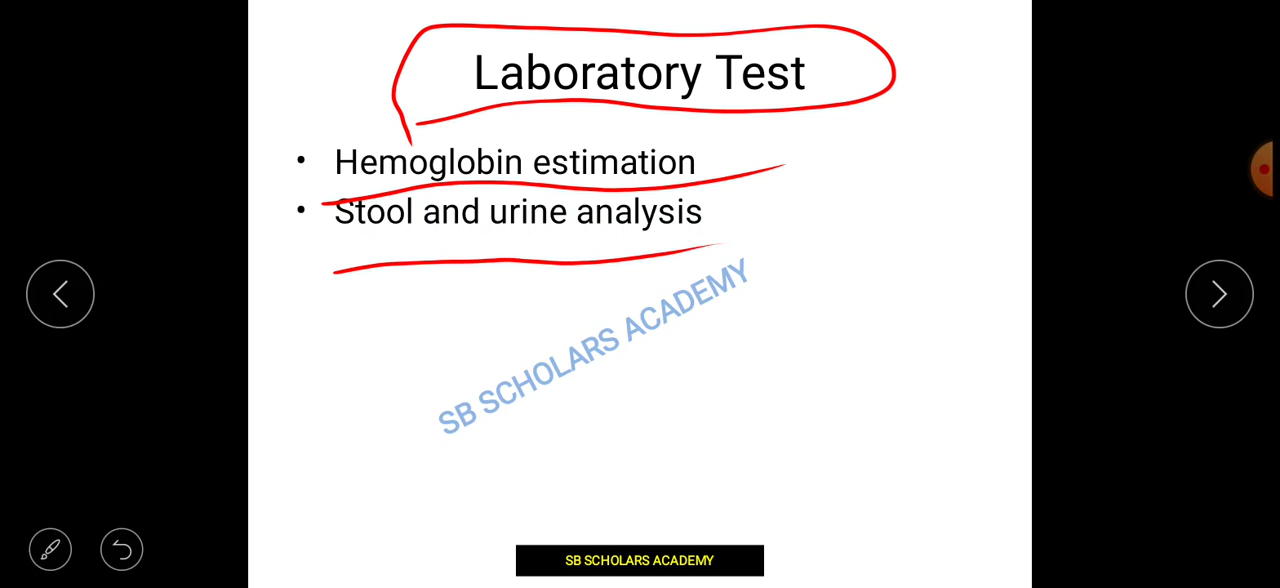 Laboratory Test
• Hemoglobin estimation
• Stool and urine analysis
SB SCHOLARS ACADEMY
SB SCHOLARS ACADEMY